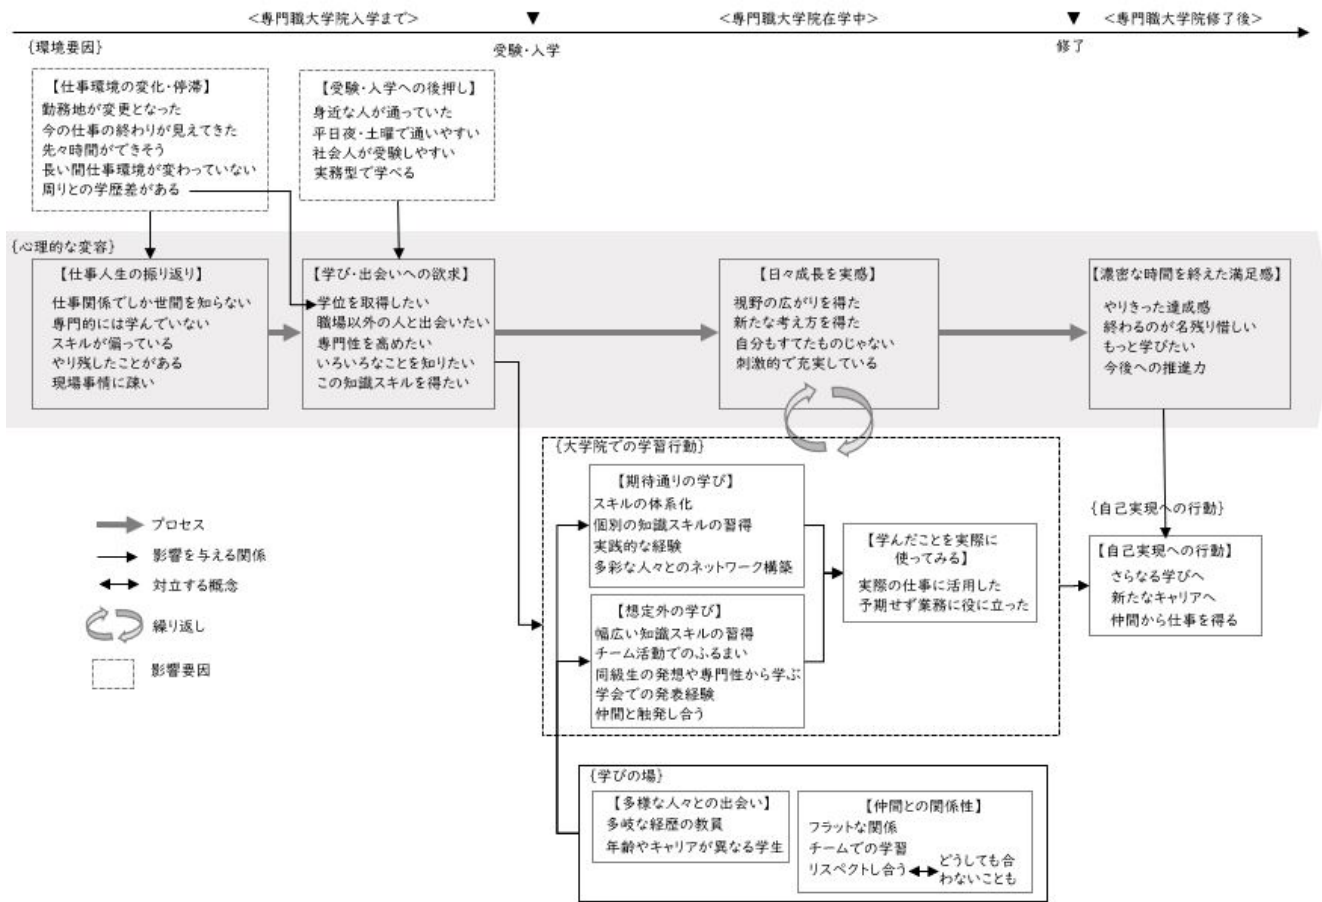 <専門職大学院入学まで>
▼
<専門職大学院在学中>
▼
<専門職大学院修了後>
{環境要因}
受験・入学
修了
【仕事環境の変化・停滞】
勤務地が変更となった
今の仕事の終わりが見えてきた
先々時間ができそう
長い間仕事環境が変わっていない
周りとの学歴差がある
【受験・入学への後押し】
身近な人が通っていた
平日夜・土曜で通いやすい
社会人が受験しやすい
実務型で学べる
{心理的な変容}
【仕事人生の振り返り】
仕事関係でしか世間を知らない
専門的には学んでいない
スキルが偏っている
やり残したことがある
現場事情に疎い
【学び・出会いへの欲求】
学位を取得したい
職場以外の人と出会いたい
専門性を高めたい
いろいろなことを知りたい
この知識スキルを得たい
【日々成長を実感】
視野の広がりを得た
新たな考え方を得た
自分もすてたものじゃない
刺激的で充実している
【濃密な時間を終えた満足感】
やりきった達成感
終わるのが名残り惜しい
もっと学びたい
今後への推進力
{大学院での学習行動}
【期待通りの学び】
スキルの体系化
個別の知識スキルの習得
実践的な経験
多彩な人々とのネットワーク構築
【想定外の学び】
幅広い知識スキルの習得
チーム活動でのふるまい
同級生の発想や専門性から学ぶ
学会での発表経験
仲間と触発し合う
【学んだことを実際に
使ってみる】
実際の仕事に活用した
予期せず業務に役に立った
{自己実現への行動}
【自己実現への行動】
さらなる学びへ
新たなキャリアへ
仲間から仕事を得る
プロセス
影響を与える関係
対立する概念
繰り返し
影響要因
{学びの場}
【多様な人々との出会い】
多岐な経歴の教員
年齢やキャリアが異なる学生
【仲間との関係性】
フラットな関係
チームでの学習
リスペクトし合う
どうしても合
わないことも